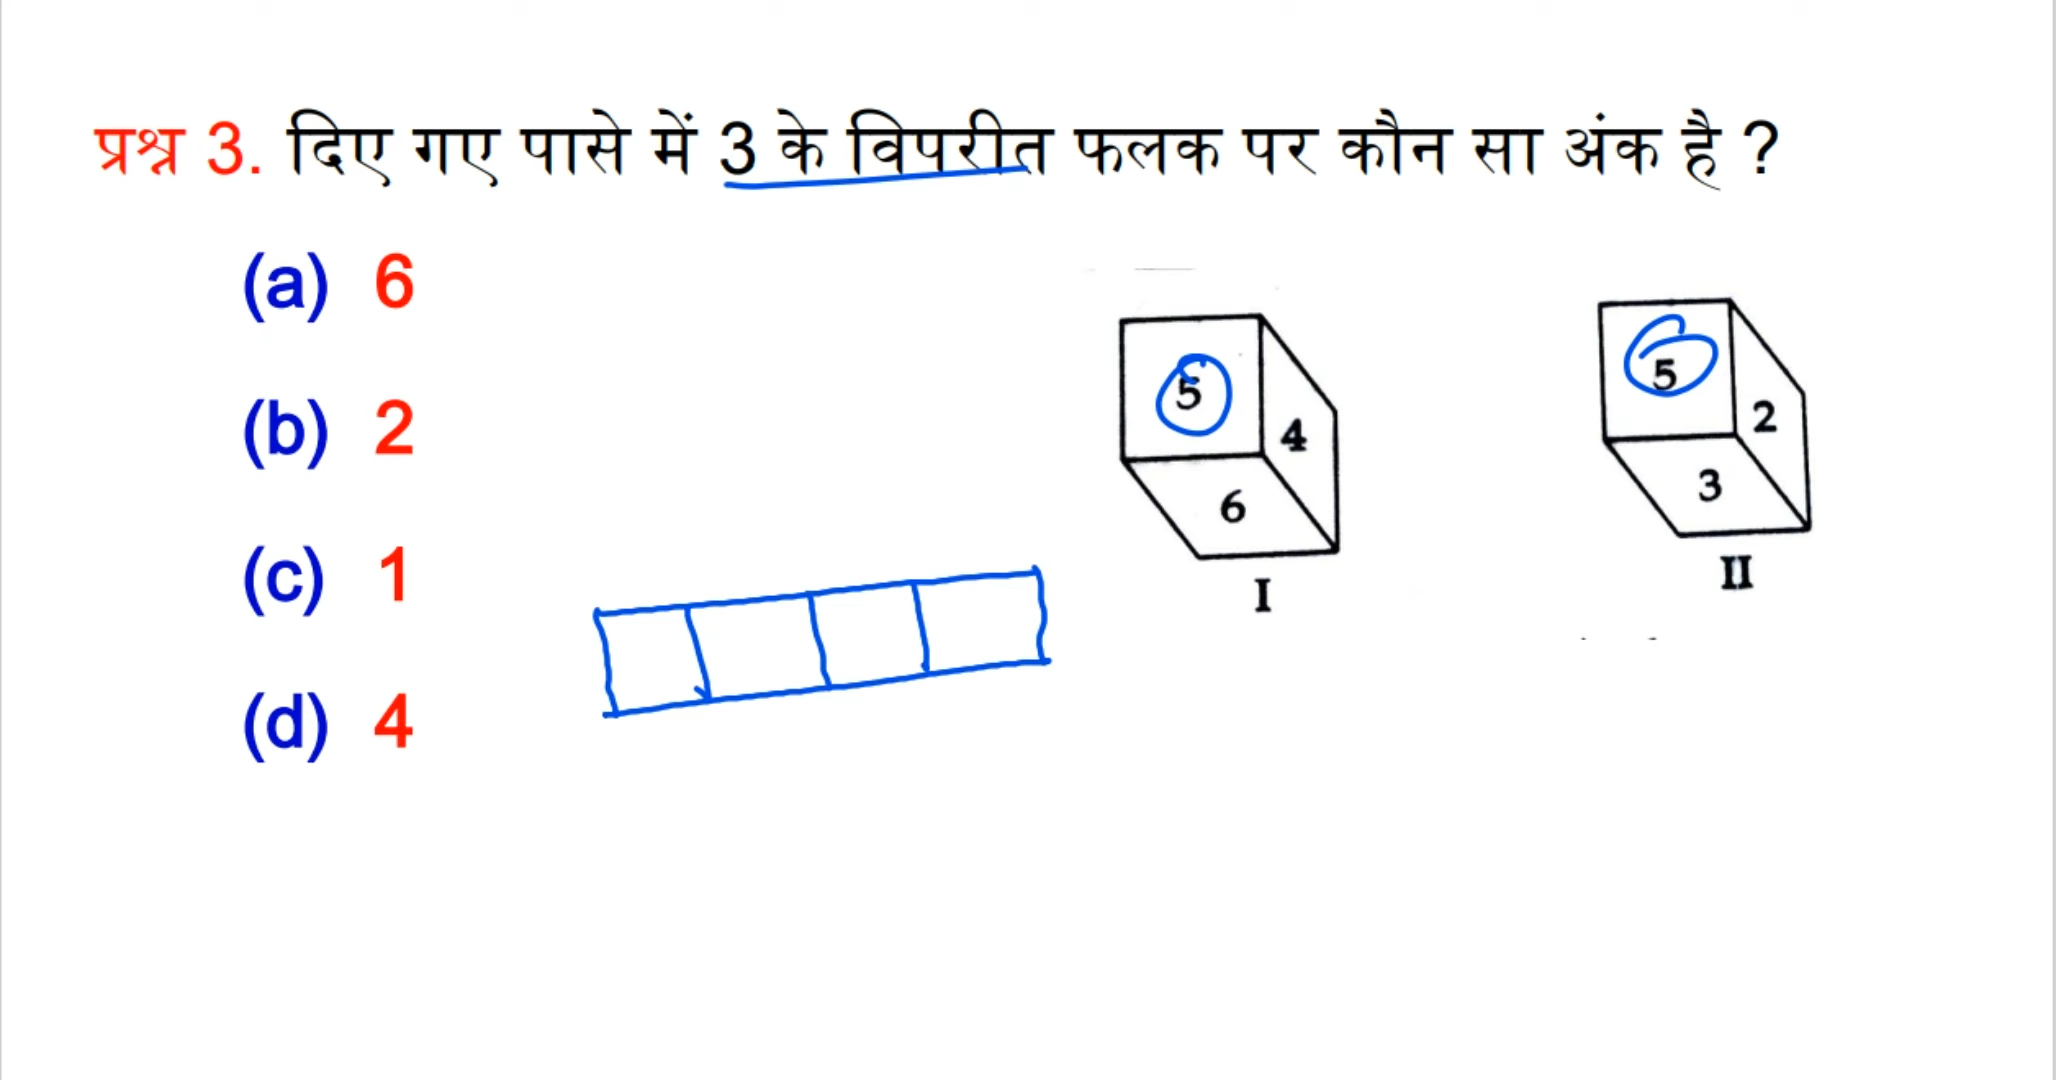 प्रश्न 3. दिए गए पासे में 3 के विपरीत फलक पर कौन सा अंक है ?
(a) 6
(b) 2
(c) 1
(d) 4
5
4
6
I
5
2
3
II